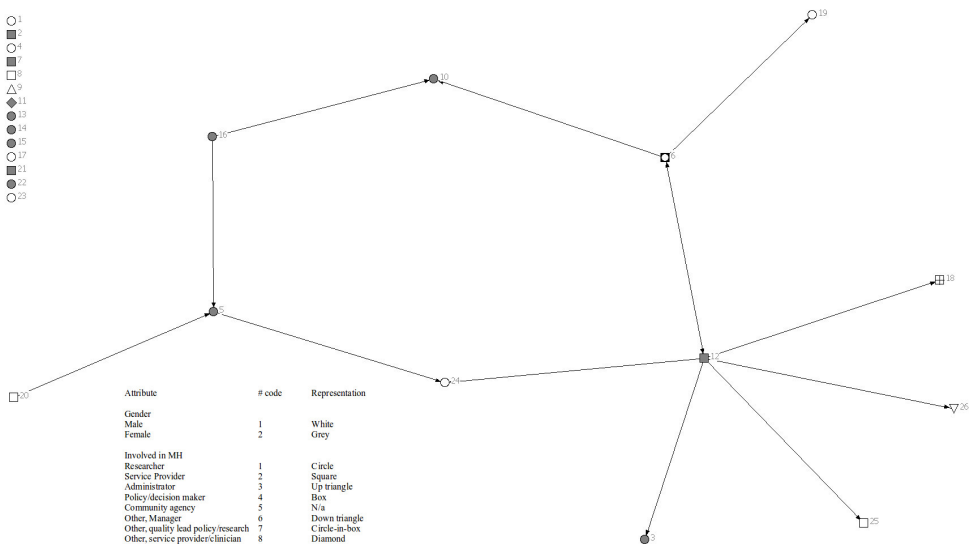 1
2
4
7
8
9
11
13
14
15
17
21
22
23
19
10
16
6
18
5
12
24
20
26
25
3
Attribute # code Representation
Gender
Male 1 White
Female 2 Grey
Involved in MH
Researcher 1 Circle
Service Provider 2 Square
Administrator 3 Up triangle
Policy/decision maker 4 Box
Community agency 5 N/a
Other, Manager 6 Down triangle
Other, quality lead policy/research 7 Circle-in-box
Other, service provider/clinician 8 Diamond